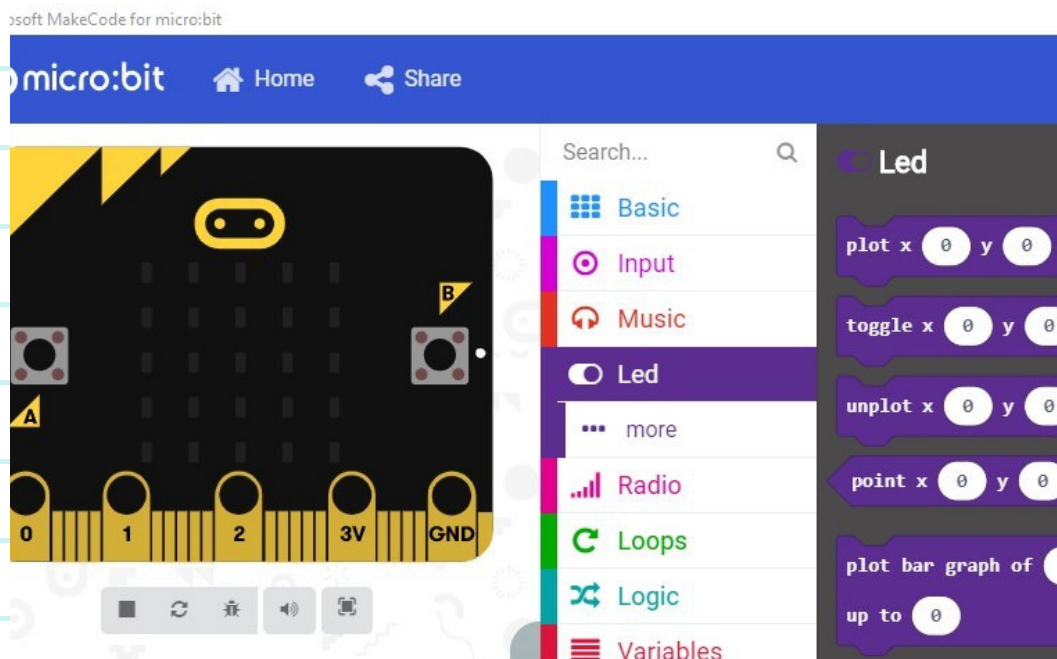 osoft MakeCode for micro:bit
micro:bit Home Share
B
A
0 1 2 3V GND
Search...
Basic
Input
Music
Led
more
Radio
Loops
Logic
Variables
Led
plot x 0 y 0
toggle x 0 y 0
unplot x 0 y 0
point x 0 y 0
plot bar graph of
up to 0